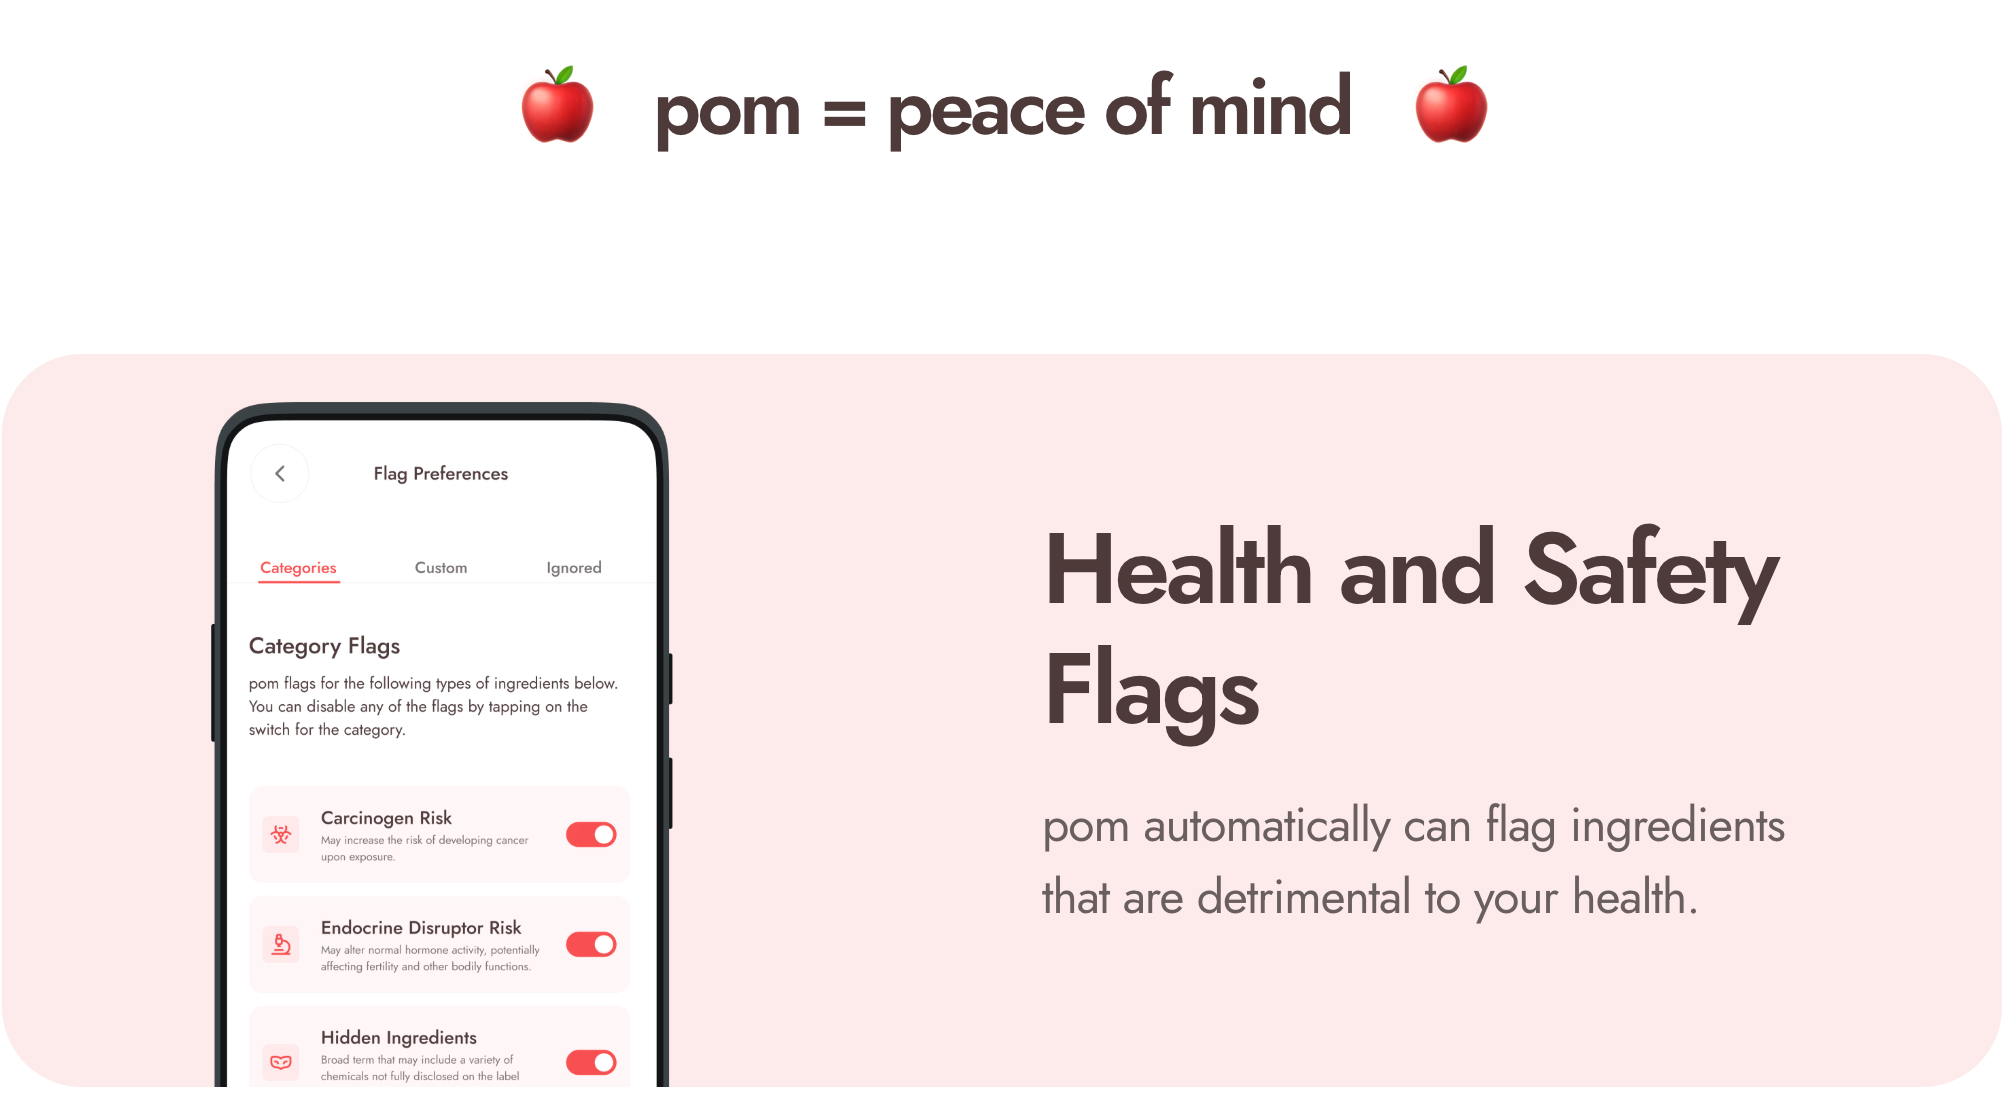 pom = peace of mind
Flag Preferences
Categories Custom Ignored
Category Flags
pom flags for the following types of ingredients below.
You can disable any of the flags by tapping on the
switch for the category.
Carcinogen Risk
May increase the risk of developing cancer
upon exposure.
Endocrine Disruptor Risk
May alter normal hormone activity, potentially
affecting fertility and other bodily functions.
Hidden Ingredients
Broad term that may include a variety of
chemicals not fully disclosed on the label
Health and Safety
Flags
pom automatically can flag ingredients
that are detrimental to your health.